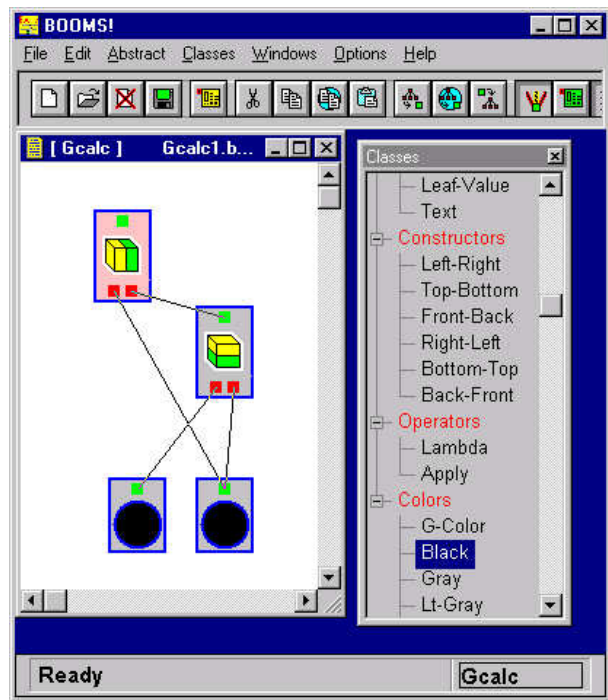 BOOMS!
File Edit Abstract Classes Windows Options Help
[ Gcalc ] Gcalc1.b...
Classes
Leaf-Value
Text
Constructors
Left-Right
Top-Bottom
Front-Back
Right-Left
Bottom-Top
Back-Front
Operators
Lambda
Apply
Colors
G-Color
Black
Gray
Lt-Gray
Ready Gcalc